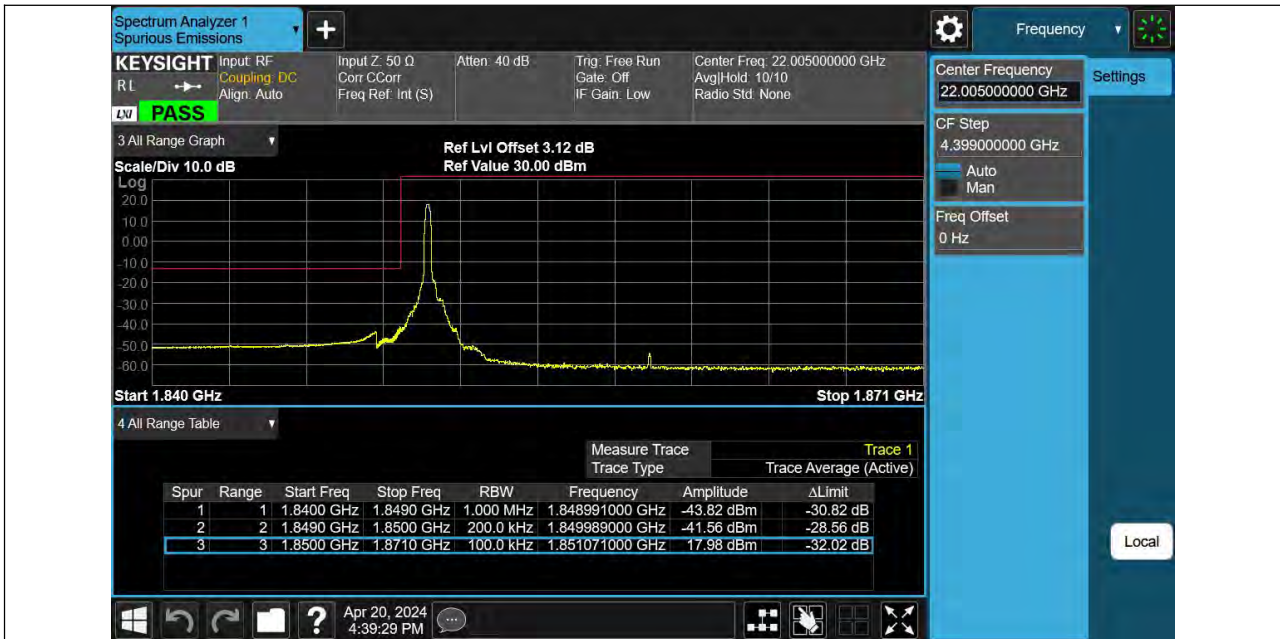 Spectrum Analyzer 1
Spurious Emissions
+
Frequency
KEYSIGHT
RL
LXI
PASS
Input: RF
Coupling: DC
Align: Auto
Input Z: 50 Ω
Corr CCorr
Freq Ref: Int (S)
Atten: 40 dB
Trig: Free Run
Gate: Off
IF Gain: Low
Center Freq: 22.005000000 GHz
Avg|Hold: 10/10
Radio Std: None
Center Frequency
22.005000000 GHz
Settings
CF Step
4.399000000 GHz
Auto
Man
Freq Offset
0 Hz
3 All Range Graph
Scale/Div 10.0 dB
Ref Lvl Offset 3.12 dB
Ref Value 30.00 dBm
Log
20.0
10.0
0.00
-10.0
-20.0
-30.0
-40.0
-50.0
-60.0
Start 1.840 GHz Stop 1.871 GHz
4 All Range Table
Measure Trace Trace 1
Trace Type Trace Average (Active)
Spur Range Start Freq Stop Freq RBW Frequency Amplitude ΔLimit
1 1 1.8400 GHz 1.8490 GHz 1.000 MHz 1.848991000 GHz -43.82 dBm -30.82 dB
2 2 1.8490 GHz 1.8500 GHz 200.0 kHz 1.849989000 GHz -41.56 dBm -28.56 dB
3 3 1.8500 GHz 1.8710 GHz 100.0 kHz 1.851071000 GHz 17.98 dBm -32.02 dB
Local
?
Apr 20, 2024
4:39:29 PM